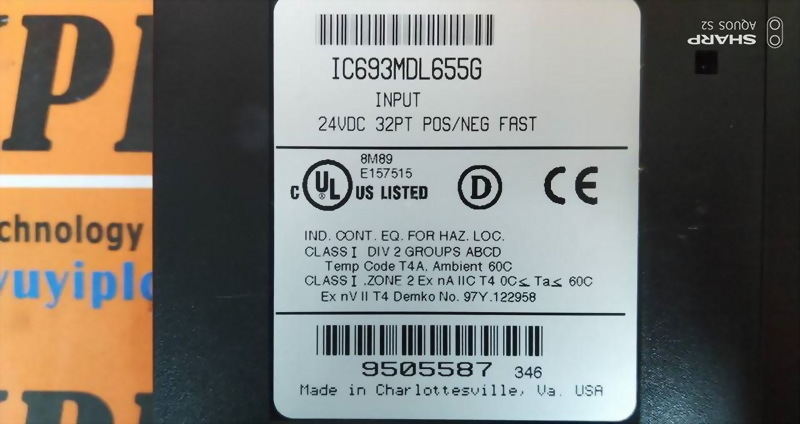 IC693MDL655G
INPUT
24VDC 32PT POS/NEG FAST
8M89
E157515
C UL US LISTED
D
CE
IND. CONT. EQ. FOR HAZ. LOC.
CLASS I DIV 2 GROUPS ABCD
Temp Code T4A, Ambient 60C
CLASS I .ZONE 2 Ex nA IIC T4 0C≤ Ta≤ 60C
Ex nV II T4 Demko No. 97Y.122958
9505587 346
Made in Charlottesville, Va. USA
SHARP
AQUOS S2
chnology